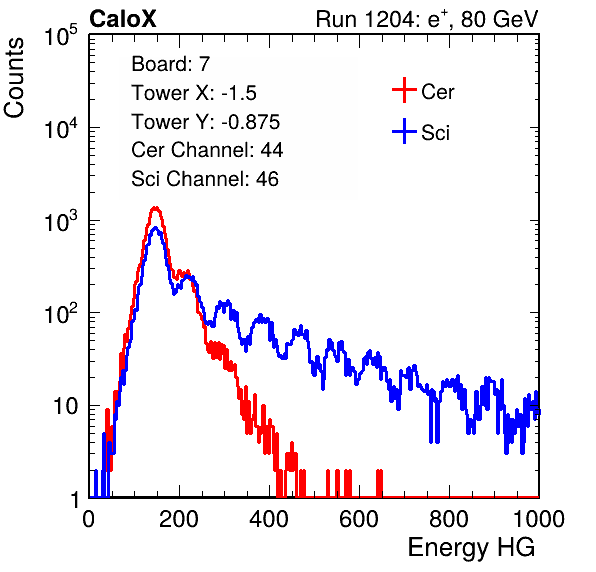 CaloX Run 1204: e⁺, 80 GeV
Board: 7
Tower X: -1.5
Tower Y: -0.875
Cer Channel: 44
Sci Channel: 46
Cer
Sci
Counts
10⁵
10⁴
10³
10²
10
1
0 200 400 600 800 1000
Energy HG